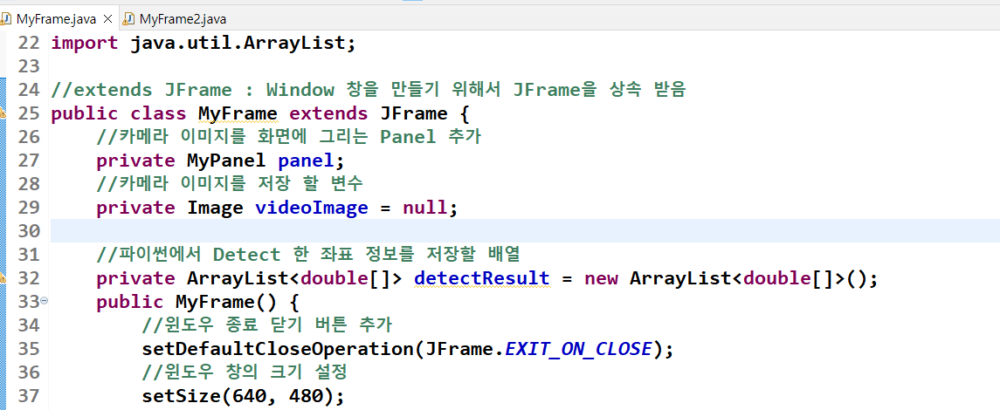 MyFrame.java MyFrame2.java
22 import java.util.ArrayList;
23
24 //extends JFrame : Window 창을 만들기 위해서 JFrame을 상속 받음
25 public class MyFrame extends JFrame {
26 //카메라 이미지를 화면에 그리는 Panel 추가
27 private MyPanel panel;
28 //카메라 이미지를 저장 할 변수
29 private Image videoImage = null;
30
31 //파이썬에서 Detect 한 좌표 정보를 저장할 배열
32 private ArrayList<double[]> detectResult = new ArrayList<double[]>();
33 public MyFrame() {
34 //윈도우 종료 닫기 버튼 추가
35 setDefaultCloseOperation(JFrame.EXIT_ON_CLOSE);
36 //윈도우 창의 크기 설정
37 setSize(640, 480);